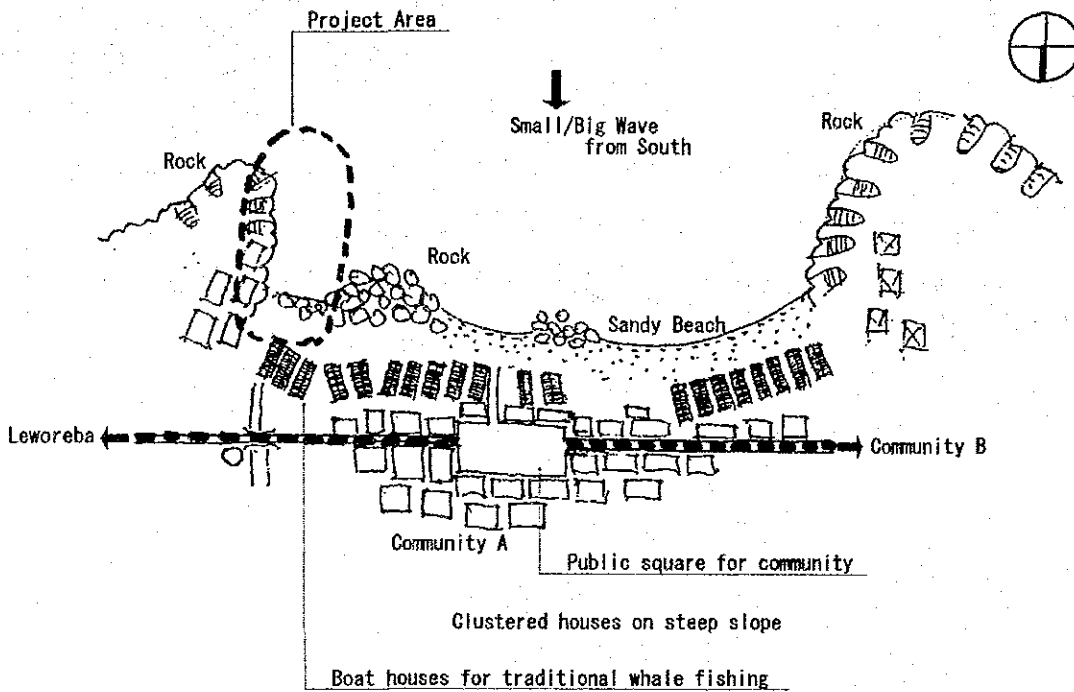 Project Area
Small/Big Wave
from South
Rock
Rock
Rock
Sandy Beach
Leworeba
Community B
Community A
Public square for community
Clustered houses on steep slope
Boat houses for traditional whale fishing